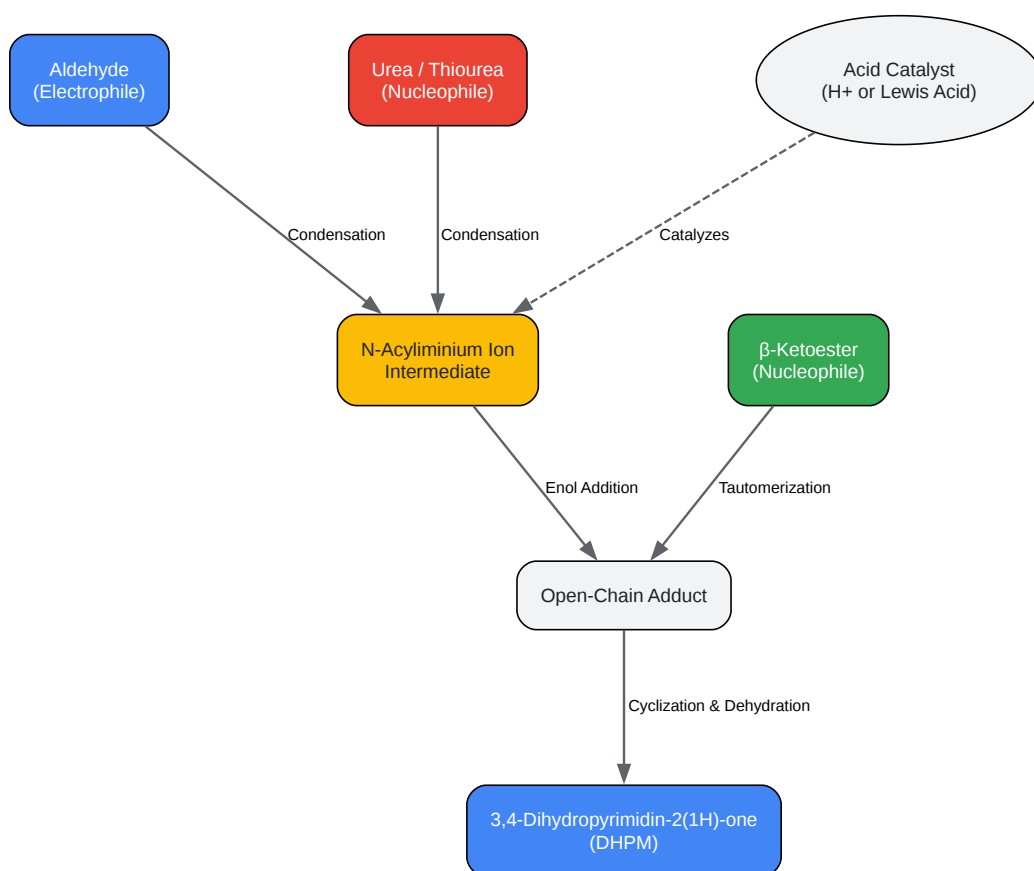 Aldehyde
(Electrophile)
Urea / Thiourea
(Nucleophile)
Acid Catalyst
(H+ or Lewis Acid)
Condensation
Condensation
Catalyzes
N-Acyliminium Ion
Intermediate
β-Ketoester
(Nucleophile)
Enol Addition
Tautomerization
Open-Chain Adduct
Cyclization & Dehydration
3,4-Dihydropyrimidin-2(1H)-one
(DHPM)